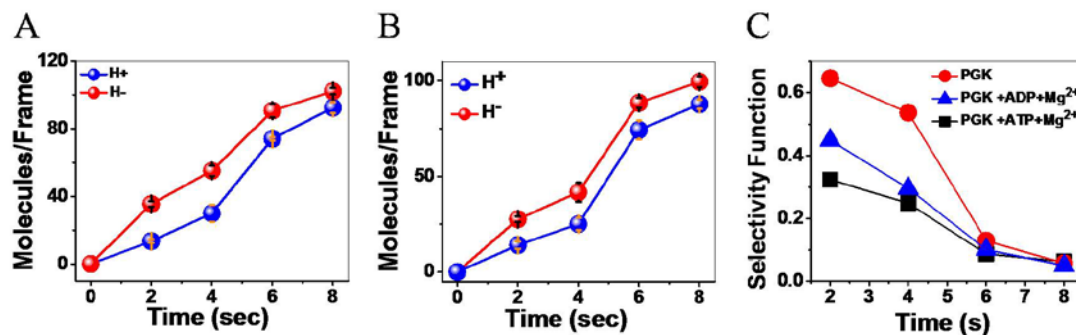 A
Molecules/Frame
120
80
40
0
H+
H-
0 2 4 6 8
Time (sec)
B
Molecules/Frame
100
50
0
H⁺
H⁻
0 2 4 6 8
Time (sec)
C
Selectivity Function
0.6
0.4
0.2
0.0
PGK
PGK +ADP+Mg²⁺
PGK +ATP+Mg²⁺
2 3 4 5 6 7 8
Time (s)